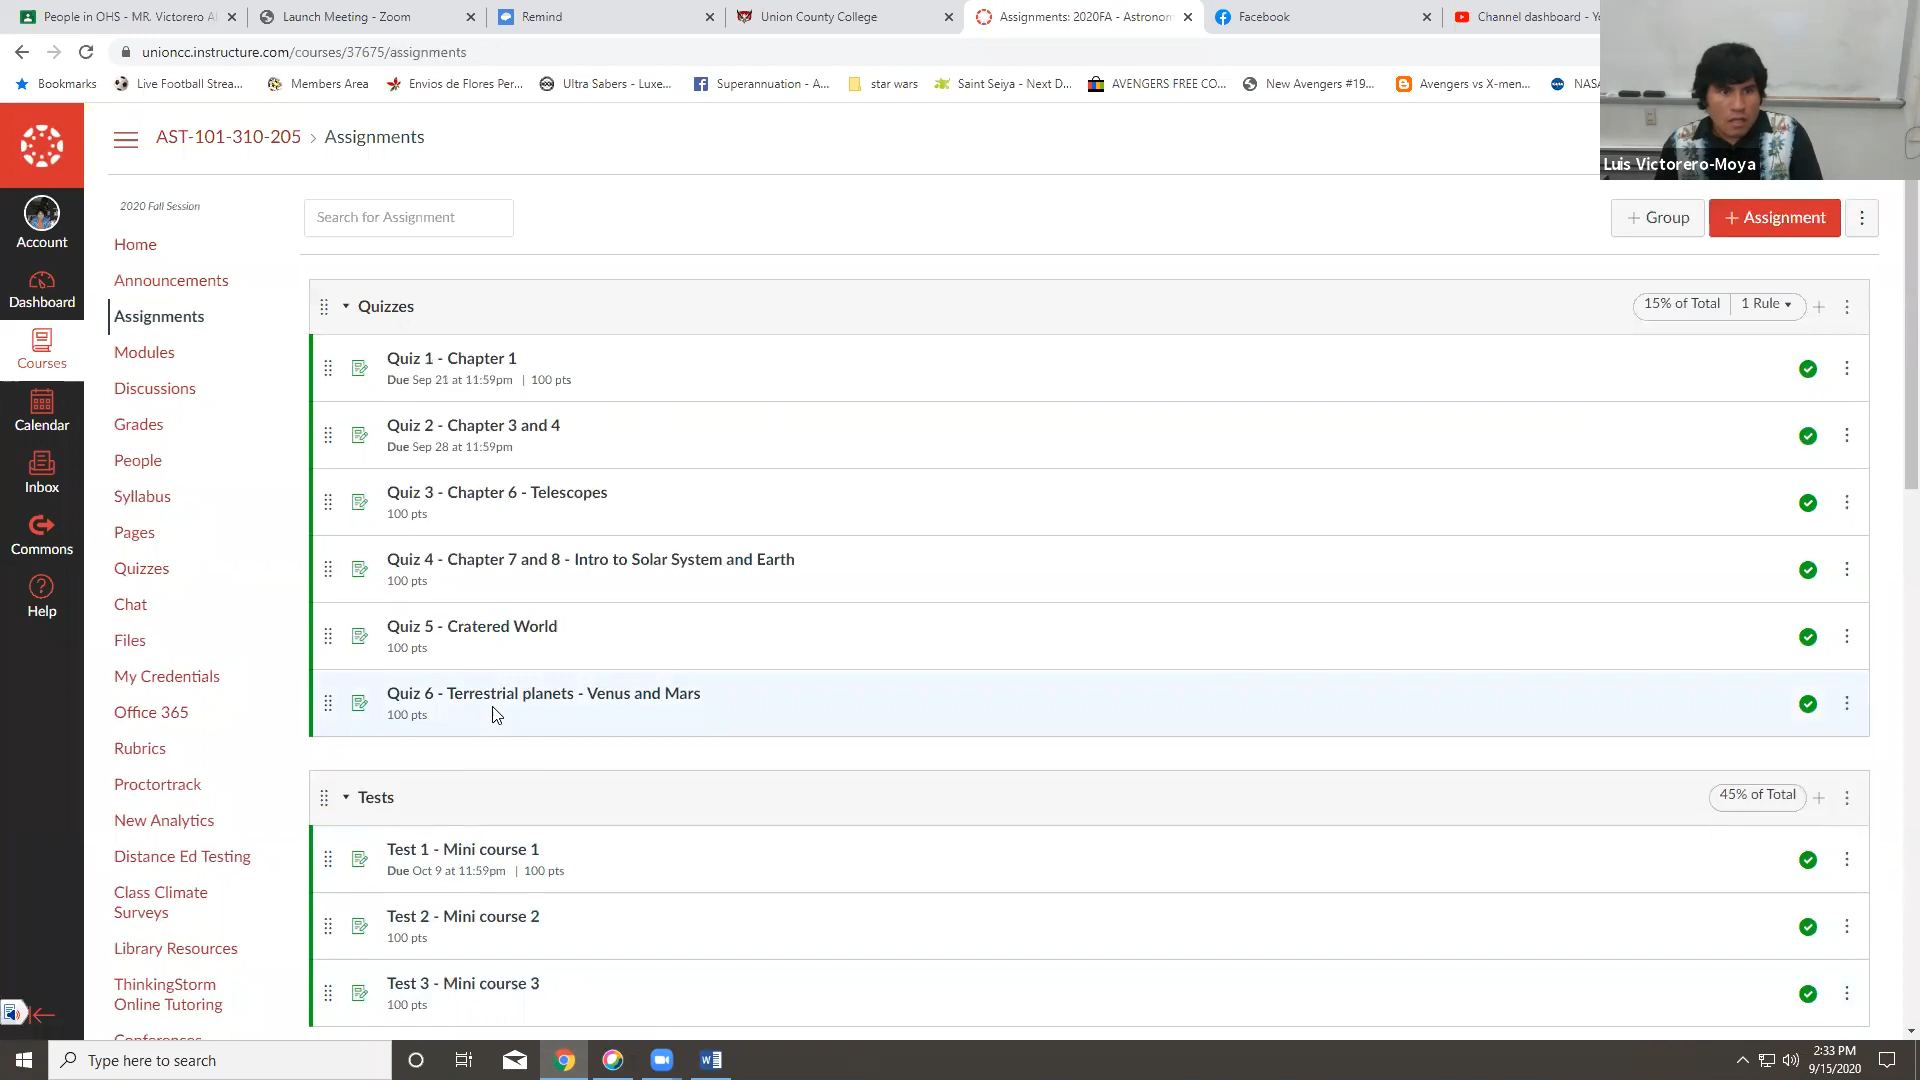 People in OHS - MR. Victorero Al
Launch Meeting - Zoom
Remind
Union County College
Assignments: 2020FA - Astronom
Facebook
Channel dashboard - Yo
unioncc.instructure.com/courses/37675/assignments
Bookmarks
Live Football Strea...
Members Area
Envios de Flores Per...
Ultra Sabers - Luxe...
Superannuation - A...
star wars
Saint Seiya - Next D...
AVENGERS FREE CO...
New Avengers #19...
Avengers vs X-men...
NASA
Luis Victorero-Moya
AST-101-310-205 › Assignments
Account
Dashboard
Courses
Calendar
Inbox
Commons
Help
2020 Fall Session
Home
Announcements
Assignments
Modules
Discussions
Grades
People
Syllabus
Pages
Quizzes
Chat
Files
My Credentials
Office 365
Rubrics
Proctortrack
New Analytics
Distance Ed Testing
Class Climate
Surveys
Library Resources
ThinkingStorm
Online Tutoring
Conferences
Search for Assignment
+ Group
+ Assignment
Quizzes
15% of Total
1 Rule
Quiz 1 - Chapter 1
Due Sep 21 at 11:59pm | 100 pts
Quiz 2 - Chapter 3 and 4
Due Sep 28 at 11:59pm
Quiz 3 - Chapter 6 - Telescopes
100 pts
Quiz 4 - Chapter 7 and 8 - Intro to Solar System and Earth
100 pts
Quiz 5 - Cratered World
100 pts
Quiz 6 - Terrestrial planets - Venus and Mars
100 pts
Tests
45% of Total
Test 1 - Mini course 1
Due Oct 9 at 11:59pm | 100 pts
Test 2 - Mini course 2
100 pts
Test 3 - Mini course 3
100 pts
Type here to search
2:33 PM
9/15/2020